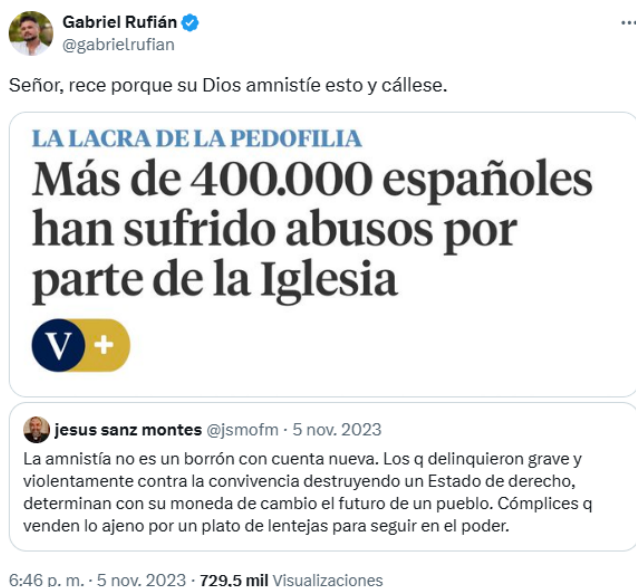 Gabriel Rufián
@gabrielrufian
Señor, rece porque su Dios amnistíe esto y cállese.
LA LACRA DE LA PEDOFILIA
Más de 400.000 españoles
han sufrido abusos por
parte de la Iglesia
V +
jesus sanz montes @jsmofm · 5 nov. 2023
La amnistía no es un borrón con cuenta nueva. Los q delinquieron grave y
violentamente contra la convivencia destruyendo un Estado de derecho,
determinan con su moneda de cambio el futuro de un pueblo. Cómplices q
venden lo ajeno por un plato de lentejas para seguir en el poder.
6:46 p. m. · 5 nov. 2023 · 729,5 mil Visualizaciones